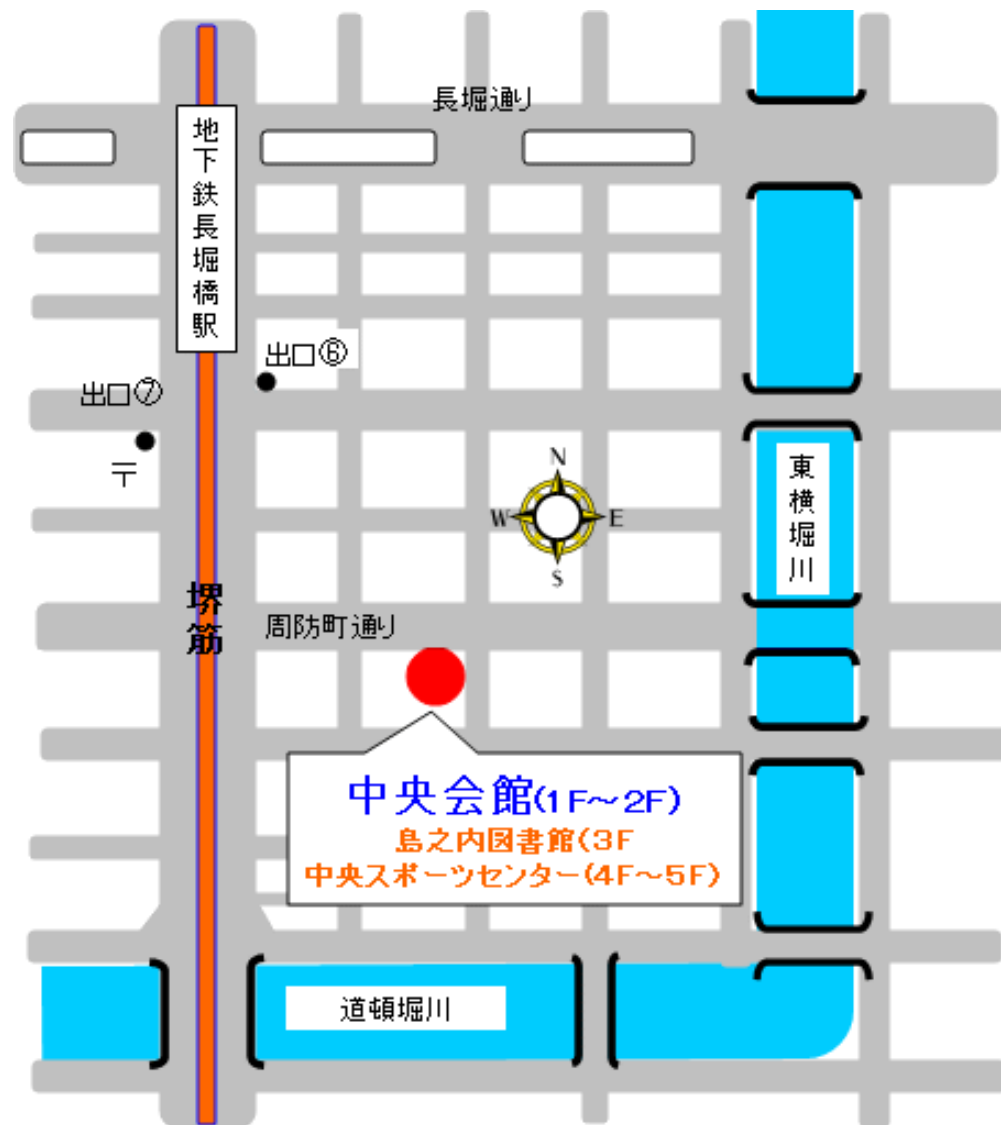 長堀通り
地下鉄長堀橋駅
出口⑥
出口⑦
〒
N
W E
S
東横堀川
堺筋
周防町通り
中央会館(1F～2F)
島之内図書館(3F
中央スポーツセンター(4F～5F)
道頓堀川